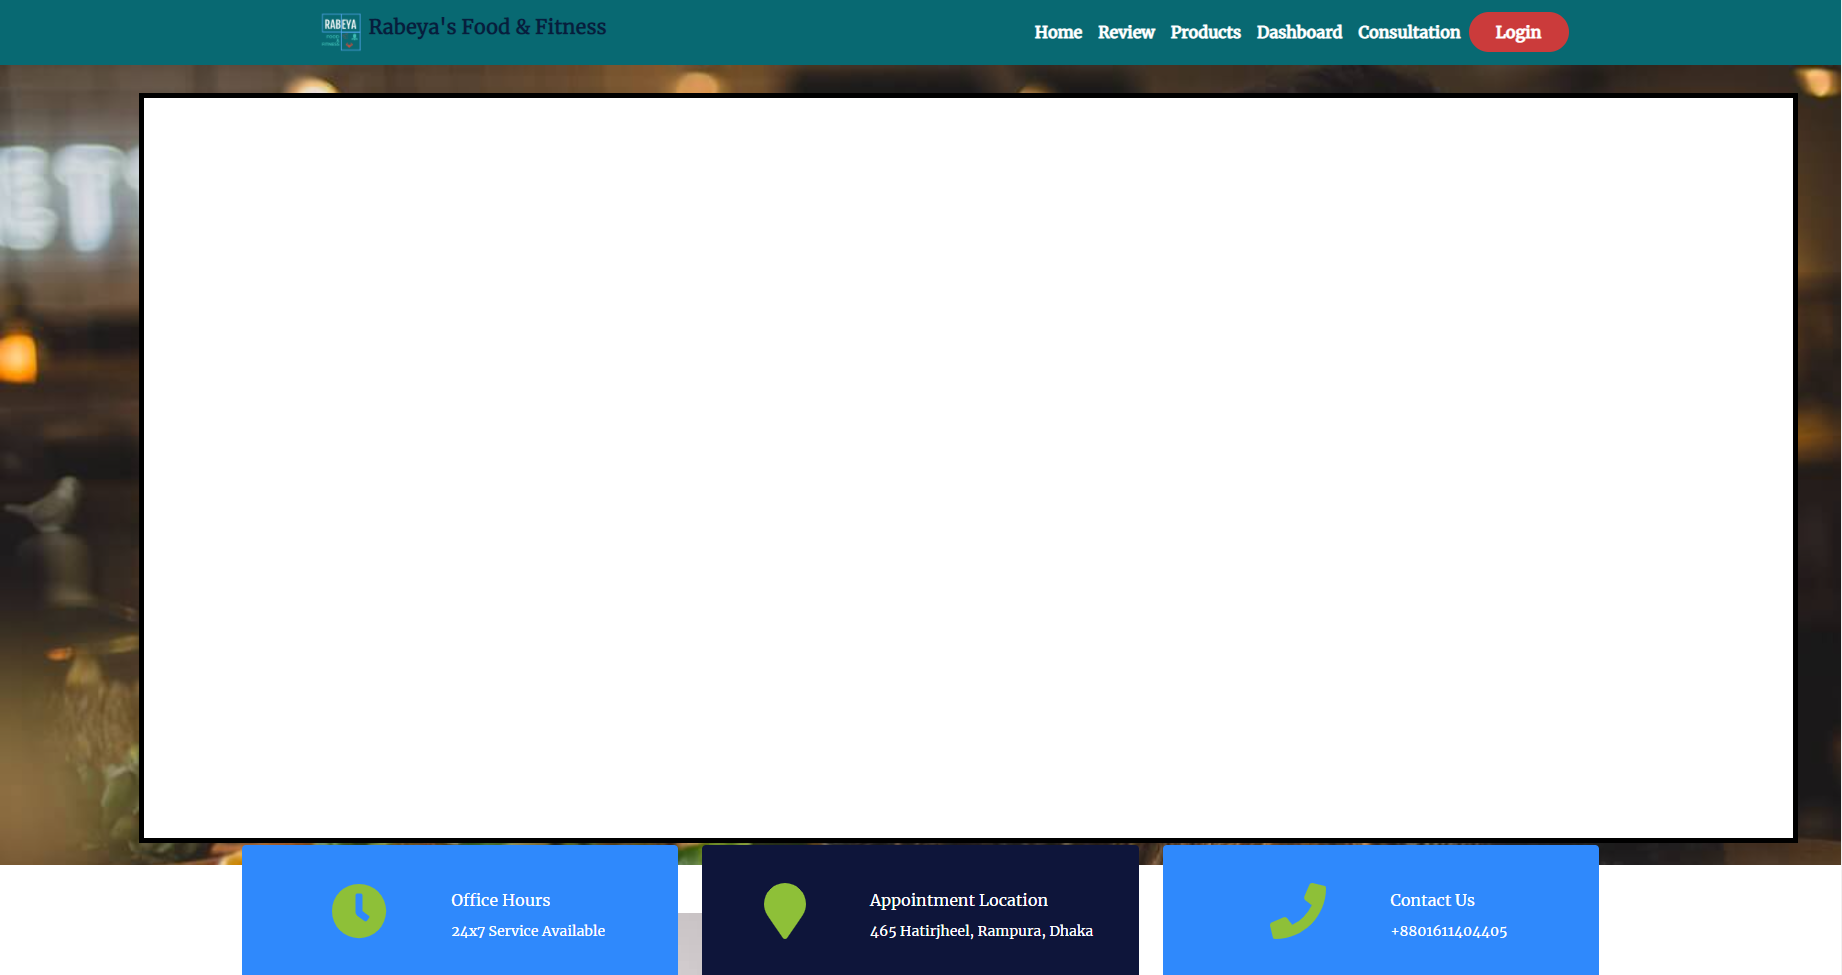 RABEYA
Rabeya's Food & Fitness
Home Review Products Dashboard Consultation Login
ET
Office Hours
24x7 Service Available
Appointment Location
465 Hatirjheel, Rampura, Dhaka
Contact Us
+8801611404405